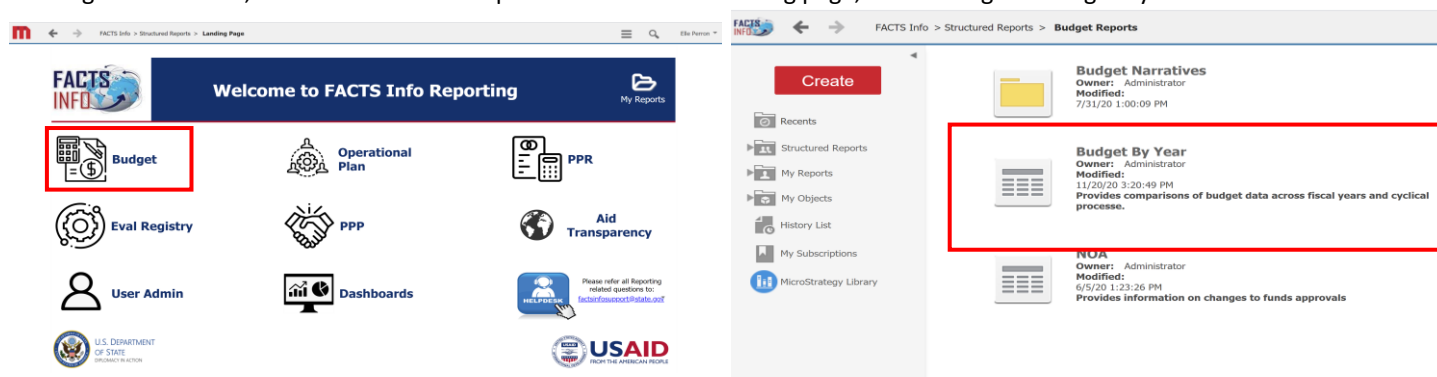 FACTS Info > Structured Reports > Landing Page
Elle Perron
FACTS
INFO
Welcome to FACTS Info Reporting
My Reports
Budget
Operational
Plan
PPR
Eval Registry
PPP
Aid
Transparency
User Admin
Dashboards
HELPDESK
Please refer all Reporting
related questions to:
U.S. DEPARTMENT
OF STATE
DIPLOMACY IN ACTION
USAID
FROM THE AMERICAN PEOPLE
FACTS
INFO
FACTS Info > Structured Reports > Budget Reports
Create
Recents
Structured Reports
My Reports
My Objects
History List
My Subscriptions
MicroStrategy Library
Budget Narratives
Owner: Administrator
Modified:
7/31/20 1:00:09 PM
Budget By Year
Owner: Administrator
Modified:
11/20/20 3:20:49 PM
Provides comparisons of budget data across fiscal years and cyclical
processe.
NOA
Owner: Administrator
Modified:
6/5/20 1:23:26 PM
Provides information on changes to funds approvals